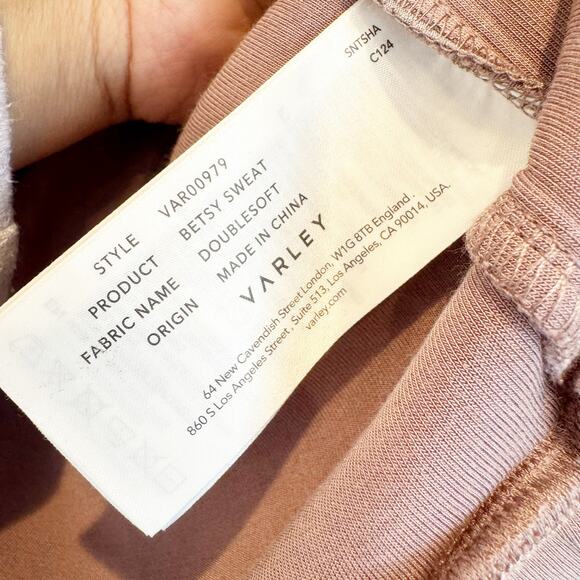 SNTSHA
C124
STYLE VAR00979
PRODUCT BETSY SWEAT
FABRIC NAME DOUBLESOFT
ORIGIN MADE IN CHINA
VARLEY
64 New Cavendish Street London, W1G 8TB England .
860 S Los Angeles Street , Suite 513, Los Angeles, CA 90014, USA.
varley.com